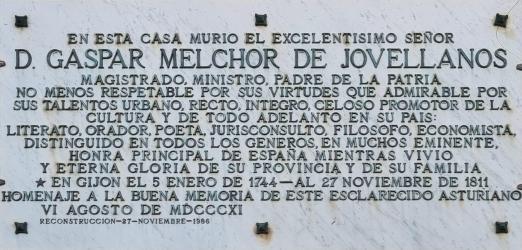 EN ESTA CASA MURIO EL EXCELENTISIMO SEÑOR
D. GASPAR MELCHOR DE JOVELLANOS
MAGISTRADO, MINISTRO, PADRE DE LA PATRIA
NO MENOS RESPETABLE POR SUS VIRTUDES QUE ADMIRABLE POR
SUS TALENTOS URBANO, RECTO, INTEGRO, CELOSO PROMOTOR DE LA
CULTURA Y DE TODO ADELANTO EN SU PAIS:
LITERATO, ORADOR, POETA, JURISCONSULTO, FILOSOFO, ECONOMISTA,
DISTINGUIDO EN TODOS LOS GENEROS, EN MUCHOS EMINENTE,
HONRA PRINCIPAL DE ESPAÑA MIENTRAS VIVIO
Y ETERNA GLORIA DE SU PROVINCIA Y DE SU FAMILIA
★ EN GIJON EL 5 ENERO DE 1744—AL 27 NOVIEMBRE DE 1811
HOMENAJE A LA BUENA MEMORIA DE ESTE ESCLARECIDO ASTURIANO
VI AGOSTO DE MDCCCXI
RECONSTRUCCION-27-NOVIEMBRE-1986